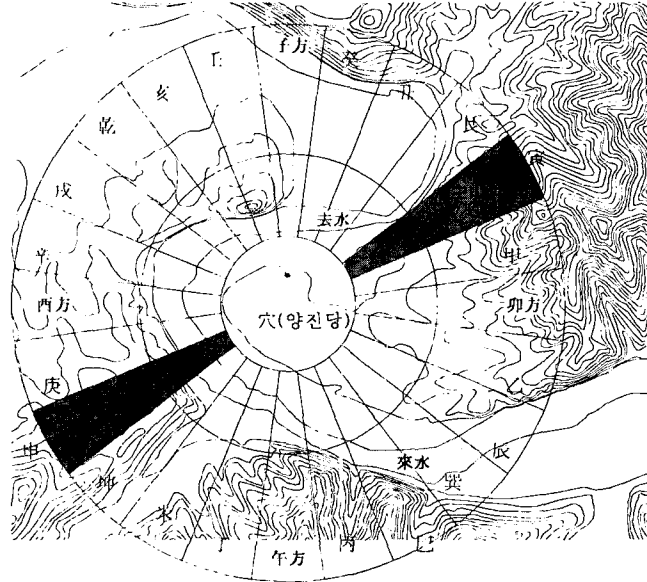 子方
壬
癸
亥
丑
乾
艮
寅
戌
去水
辛
甲
酉方
穴(양진당)
卯方
庚
乙
申
坤
來水
辰
巽
未
丁
午方
丙
巳